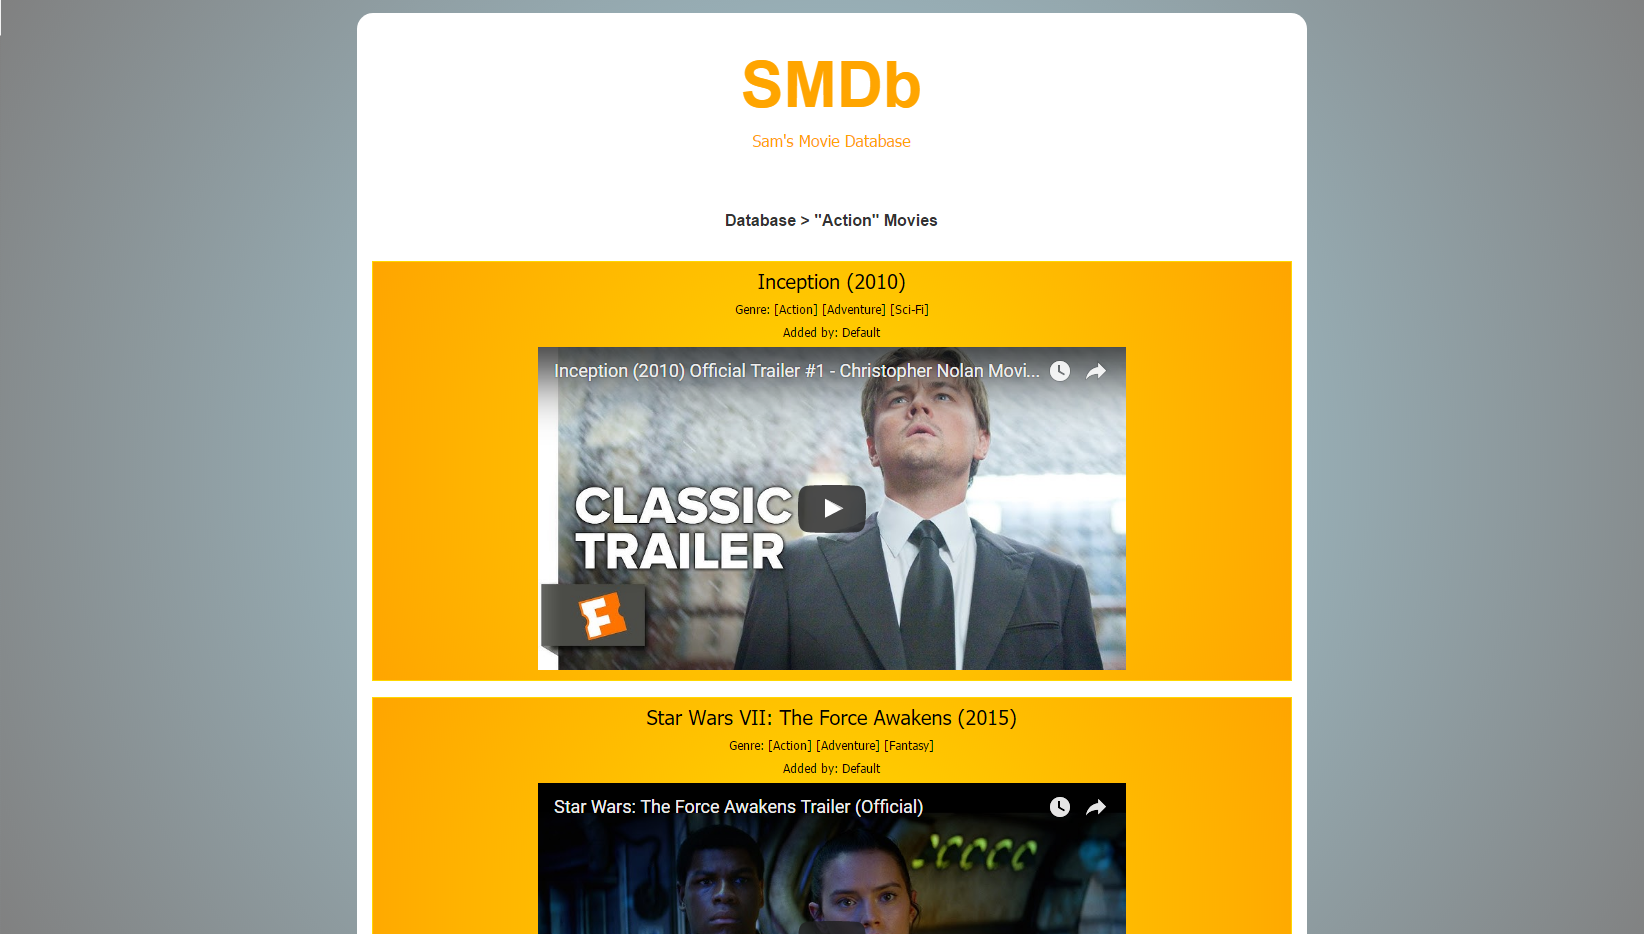 SMDb
Sam's Movie Database
Database > "Action" Movies
Inception (2010)
Genre: [Action] [Adventure] [Sci-Fi]
Added by: Default
Inception (2010) Official Trailer #1 - Christopher Nolan Movi...
CLASSIC
TRAILER
F
Star Wars VII: The Force Awakens (2015)
Genre: [Action] [Adventure] [Fantasy]
Added by: Default
Star Wars: The Force Awakens Trailer (Official)